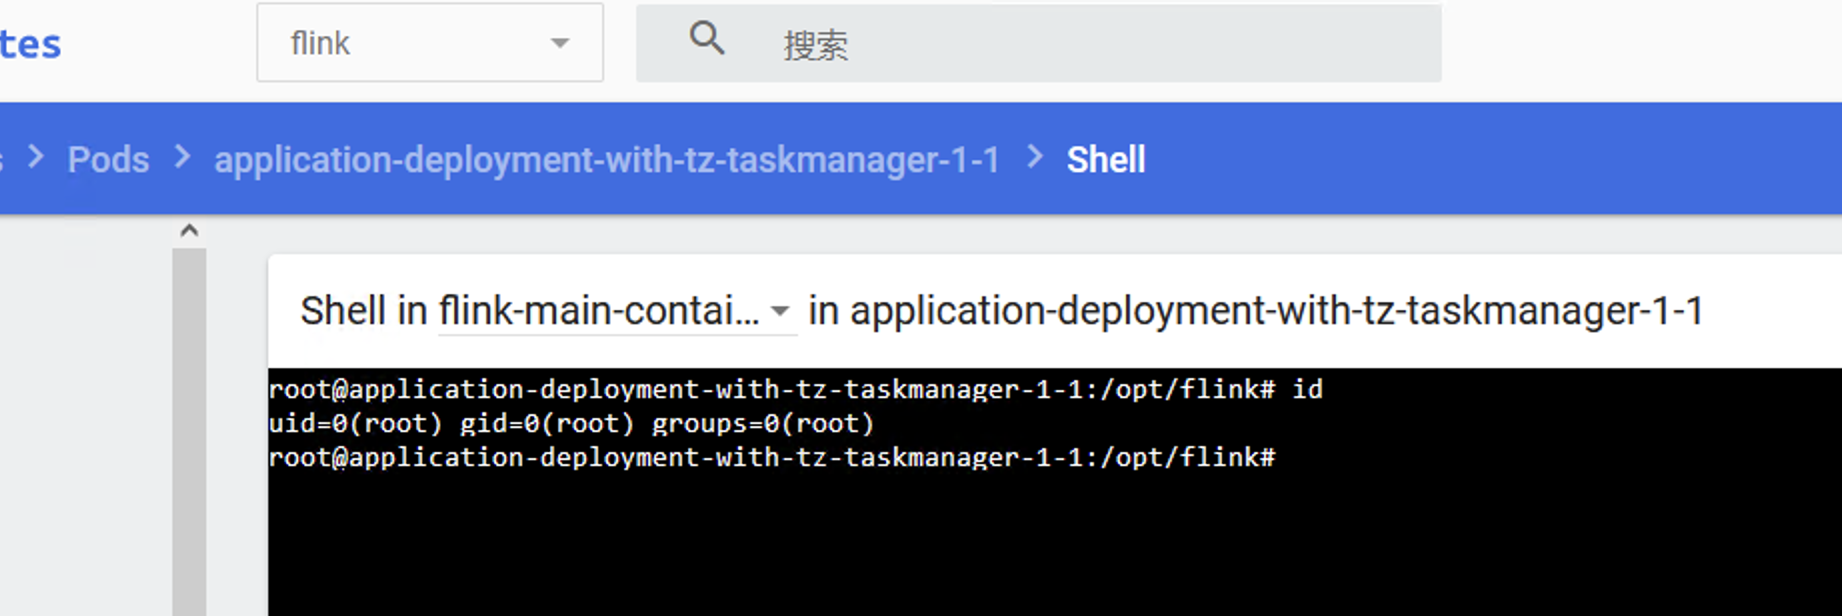 tes
flink
搜索
s > Pods > application-deployment-with-tz-taskmanager-1-1 > Shell
Shell in flink-main-contai... in application-deployment-with-tz-taskmanager-1-1
root@application-deployment-with-tz-taskmanager-1-1:/opt/flink# id
uid=0(root) gid=0(root) groups=0(root)
root@application-deployment-with-tz-taskmanager-1-1:/opt/flink#